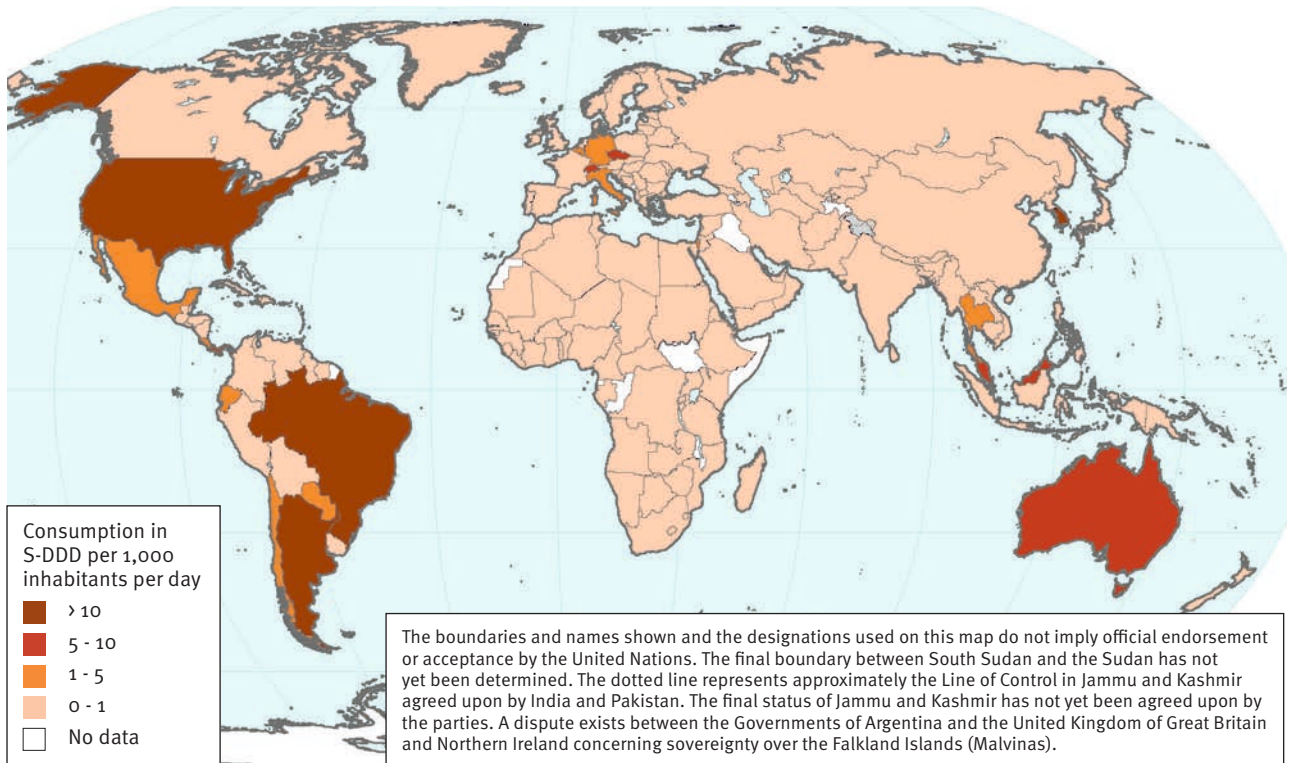 Consumption in
S-DDD per 1,000
inhabitants per day
> 10
5 - 10
1 - 5
0 - 1
No data
The boundaries and names shown and the designations used on this map do not imply official endorsement
or acceptance by the United Nations. The final boundary between South Sudan and the Sudan has not
yet been determined. The dotted line represents approximately the Line of Control in Jammu and Kashmir
agreed upon by India and Pakistan. The final status of Jammu and Kashmir has not yet been agreed upon by
the parties. A dispute exists between the Governments of Argentina and the United Kingdom of Great Britain
and Northern Ireland concerning sovereignty over the Falkland Islands (Malvinas).